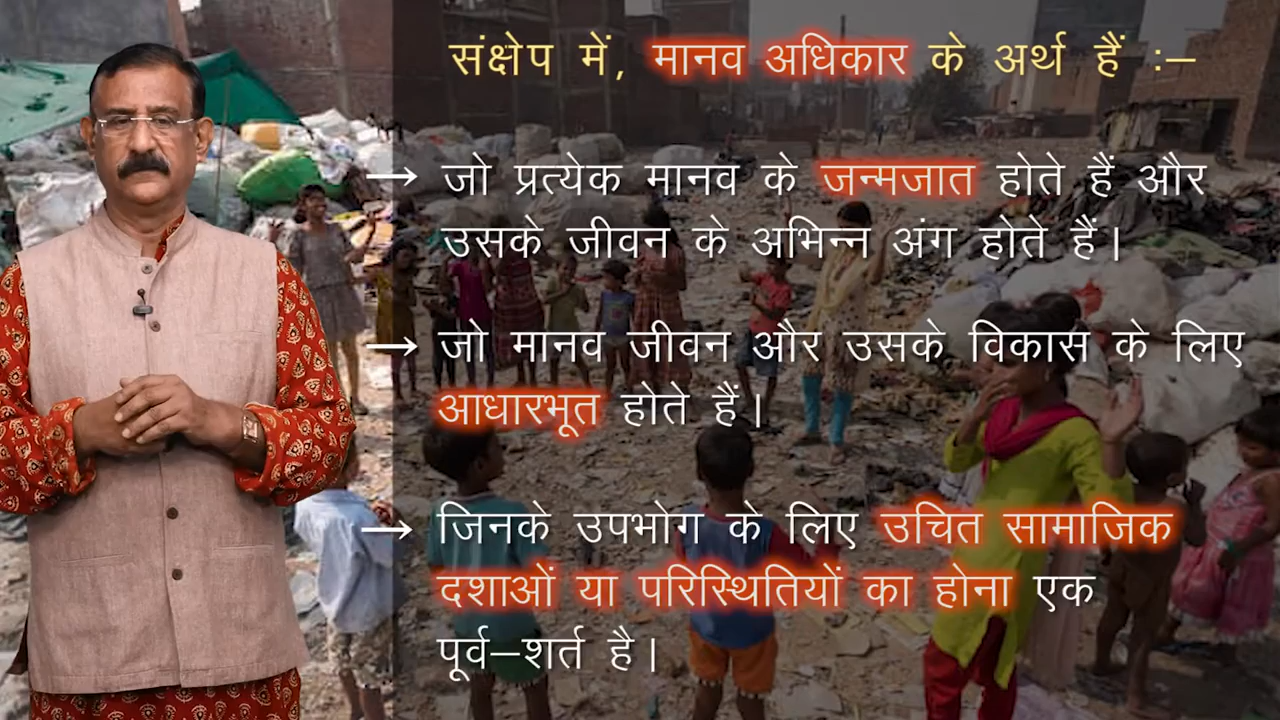 संक्षेप में, मानव अधिकार के अर्थ हैं :–
→ जो प्रत्येक मानव के जन्मजात होते हैं और
उसके जीवन के अभिन्न अंग होते हैं।
→ जो मानव जीवन और उसके विकास के लिए
आधारभूत होते हैं।
→ जिनके उपभोग के लिए उचित सामाजिक
दशाओं या परिस्थितियों का होना एक
पूर्व–शर्त है।